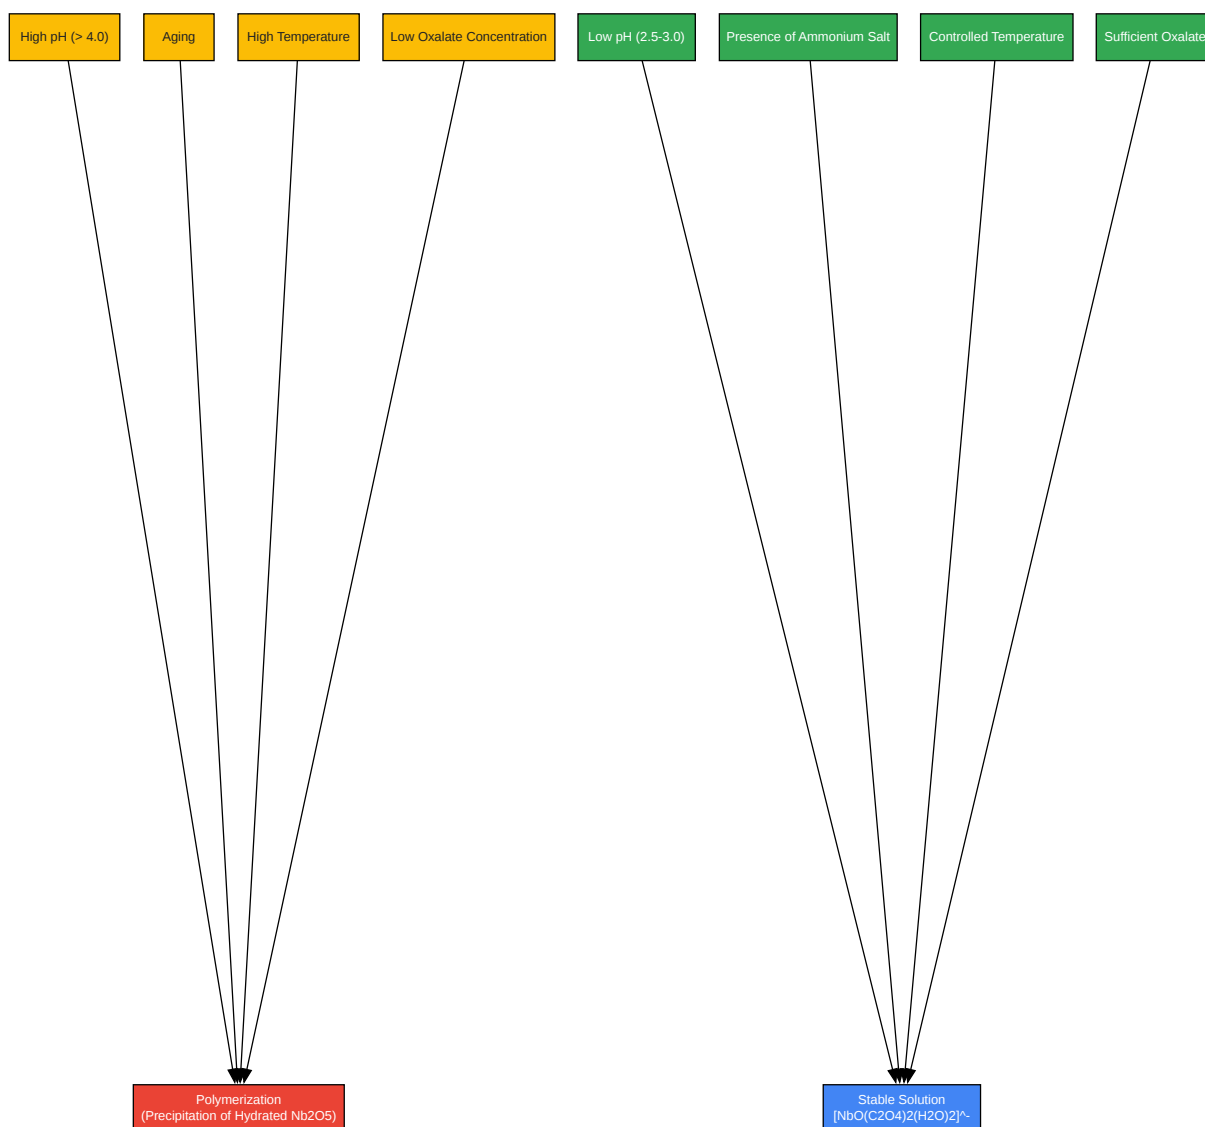 High pH (> 4.0)
Aging
High Temperature
Low Oxalate Concentration
Low pH (2.5-3.0)
Presence of Ammonium Salt
Controlled Temperature
Sufficient Oxalate
Polymerization
(Precipitation of Hydrated Nb2O5)
Stable Solution
[NbO(C2O4)2(H2O)2]^-